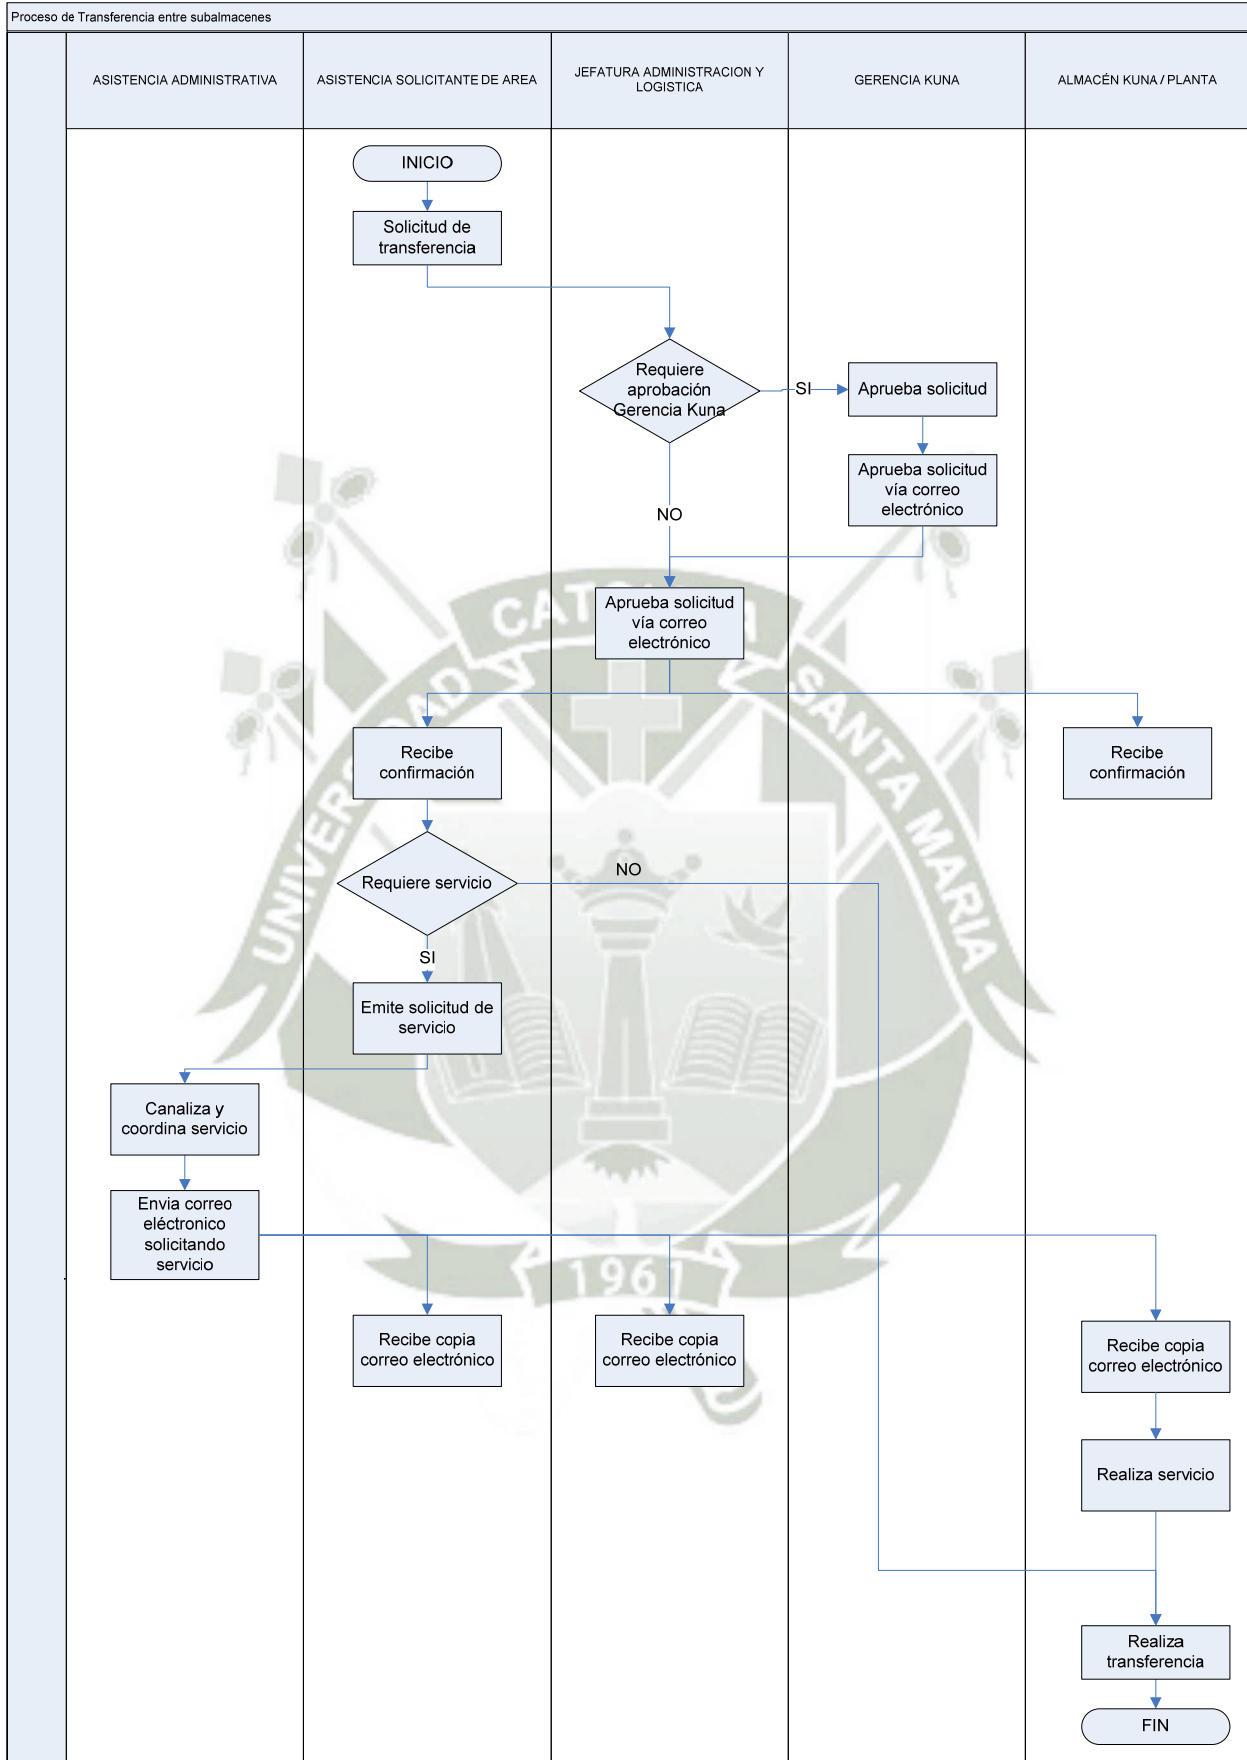 Proceso de Transferencia entre subalmacenes
ASISTENCIA ADMINISTRATIVA
ASISTENCIA SOLICITANTE DE AREA
JEFATURA ADMINISTRACION Y
LOGISTICA
GERENCIA KUNA
ALMACÉN KUNA / PLANTA
INICIO
Solicitud de
transferencia
Requiere
aprobación
Gerencia Kuna
SI
Aprueba solicitud
Aprueba solicitud
vía correo
electrónico
NO
Aprueba solicitud
vía correo
electrónico
Recibe
confirmación
Recibe
confirmación
Requiere servicio
NO
SI
Emite solicitud de
servicio
Canaliza y
coordina servicio
Envia correo
eléctronico
solicitando
servicio
Recibe copia
correo electrónico
Recibe copia
correo electrónico
Recibe copia
correo electrónico
Realiza servicio
Realiza
transferencia
FIN
SANTA MARIA
1961